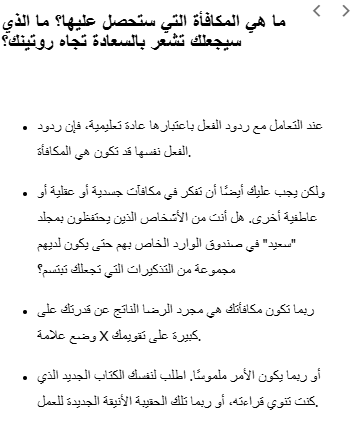 ما هي المكافأة التي ستحصل عليها؟ ما الذي
سيجعلك تشعر بالسعادة تجاه روتينك؟
عند التعامل مع ردود الفعل باعتبارها عادة تعليمية، فإن ردود
الفعل نفسها قد تكون هي المكافأة.
ولكن يجب عليك أيضًا أن تفكر في مكافآت جسدية أو عقلية أو
عاطفية أخرى. هل أنت من الأشخاص الذين يحتفظون بمجلد
"سعيد" في صندوق الوارد الخاص بهم حتى يكون لديهم
مجموعة من التذكيرات التي تجعلك تبتسم؟
ربما تكون مكافأتك هي مجرد الرضا الناتج عن قدرتك على
وضع علامة X كبيرة على تقويمك.
أو ربما يكون الأمر ملموسًا. اطلب لنفسك الكتاب الجديد الذي
كنت تنوي قراءته، أو ربما تلك الحقيبة الأنيقة الجديدة للعمل.